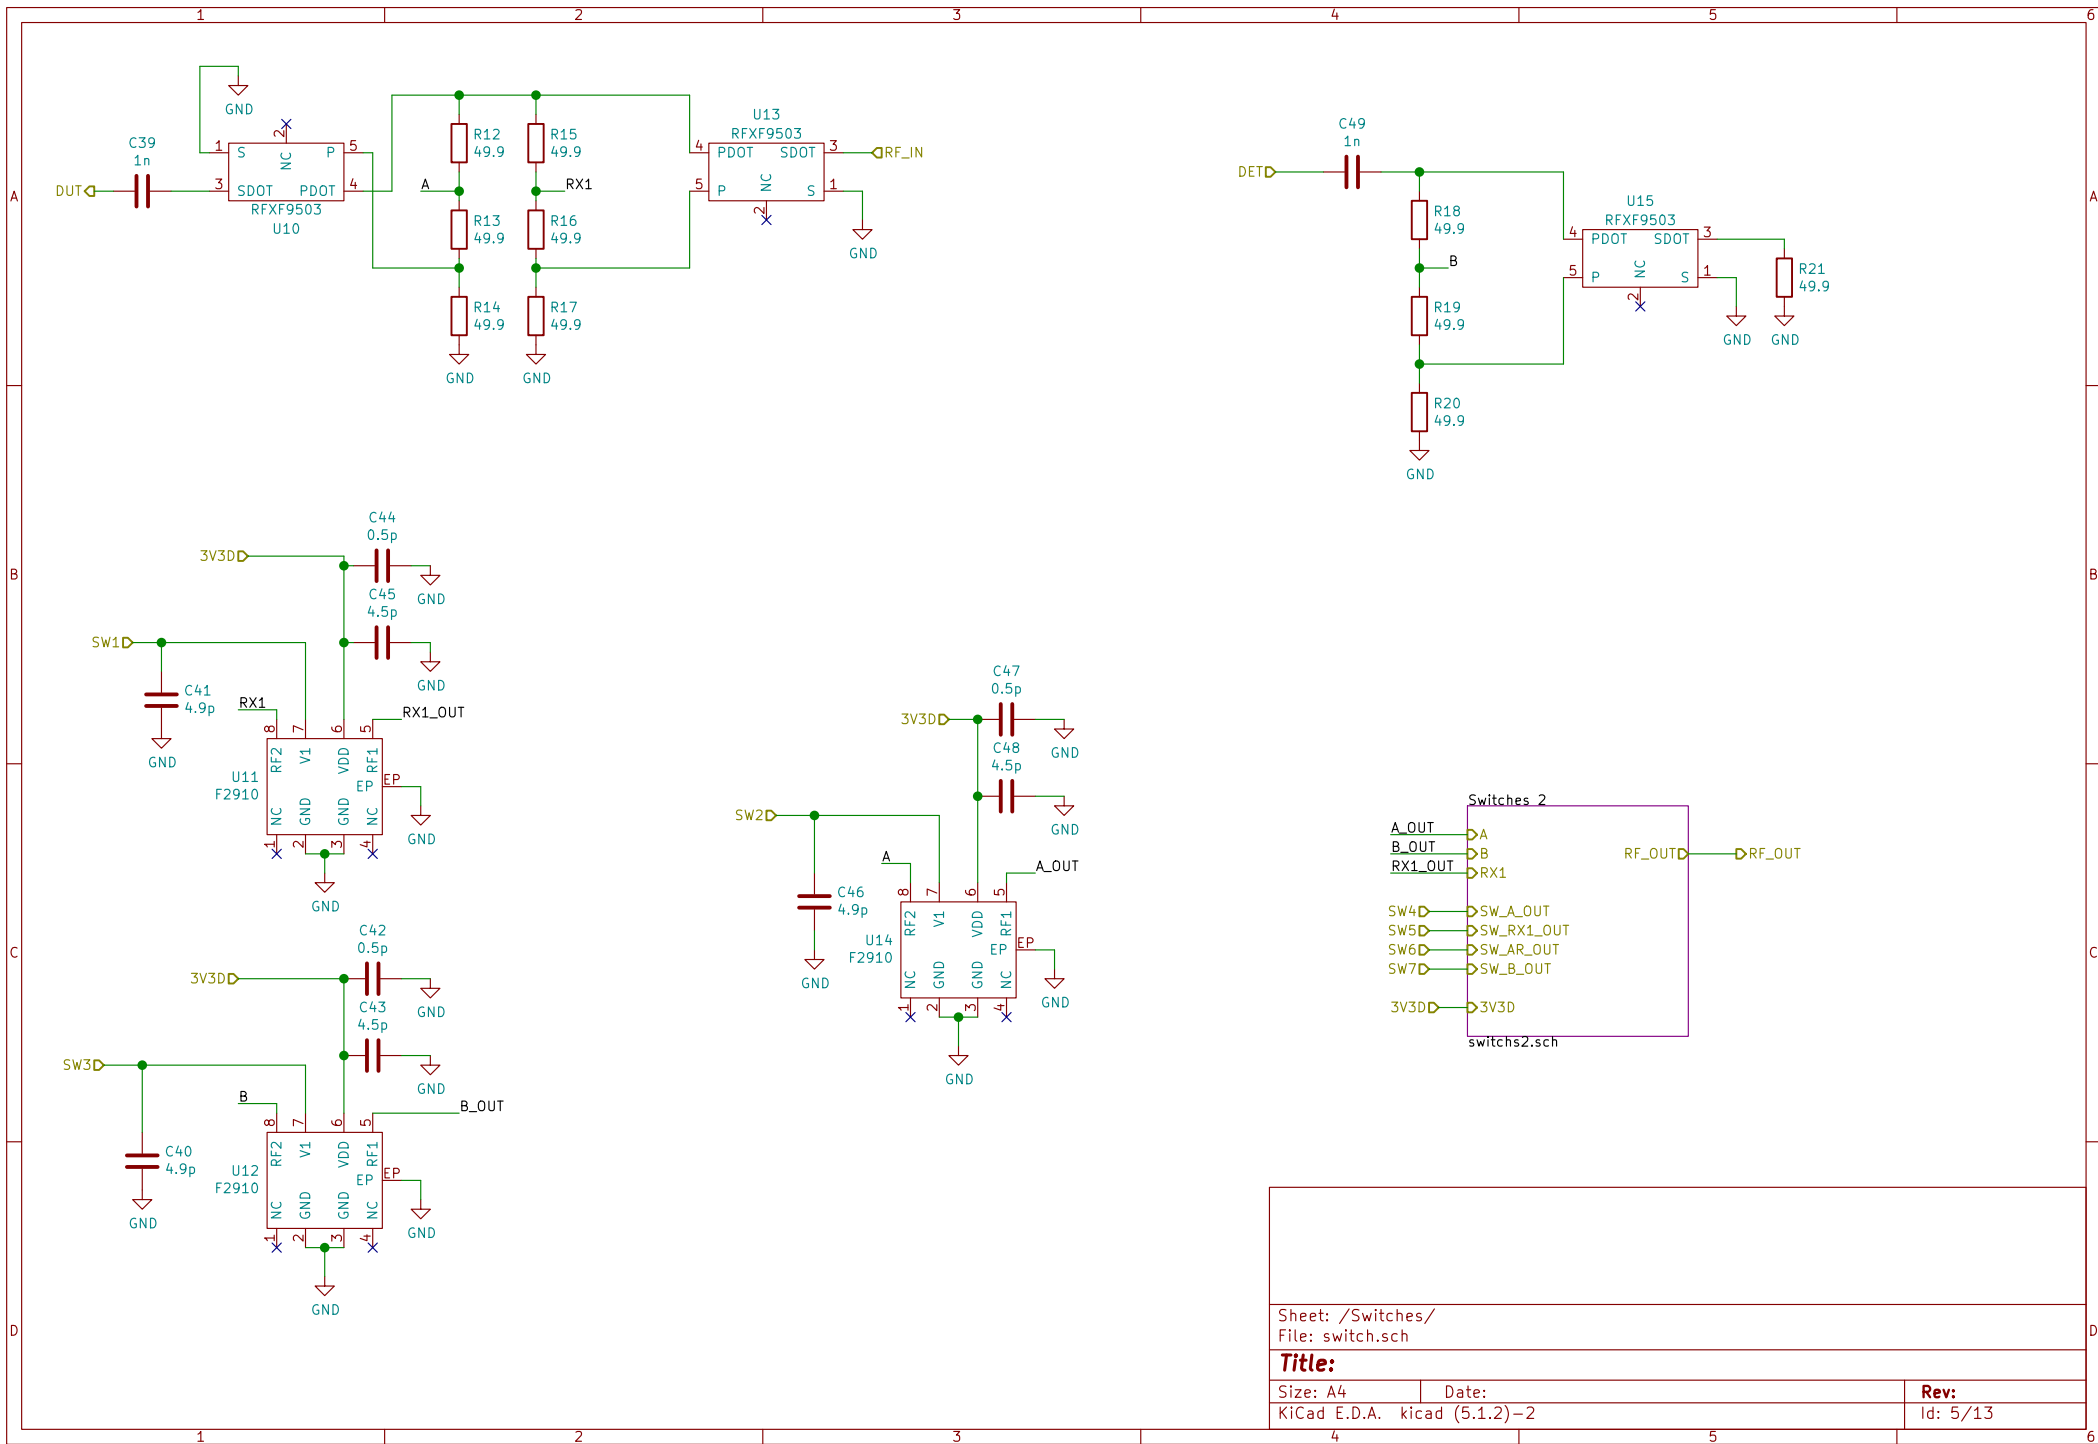 1 2 3 4 5 6
A
B
C
D
A
B
C
D
1 2 3 4 5 6
GND
C39
1n
DUT
1
S
3
SDOT
2
NC
P
5
PDOT
4
RFXF9503
U10
R12
49.9
R15
49.9
A
RX1
R13
49.9
R16
49.9
R14
49.9
R17
49.9
GND
GND
U13
RFXF9503
4
PDOT
SDOT
3
5
P
S
1
NC
2
RF_IN
GND
C49
1n
DET
R18
49.9
B
R19
49.9
R20
49.9
GND
U15
RFXF9503
4
PDOT
SDOT
3
5
P
S
1
NC
2
R21
49.9
GND
GND
C44
0.5p
3V3D
GND
C45
4.5p
GND
SW1
C41
4.9p
GND
RX1
RX1_OUT
8
7
6
5
RF2
V1
VDD
RF1
U11
F2910
EP
EP
NC
GND
GND
NC
1
2
3
4
GND
GND
C42
0.5p
3V3D
GND
C43
4.5p
GND
SW3
C40
4.9p
GND
B
B_OUT
8
7
6
5
RF2
V1
VDD
RF1
U12
F2910
EP
EP
NC
GND
GND
NC
1
2
3
4
GND
GND
C47
0.5p
3V3D
GND
C48
4.5p
GND
SW2
C46
4.9p
GND
A
A_OUT
8
7
6
5
RF2
V1
VDD
RF1
U14
F2910
EP
EP
NC
GND
GND
NC
1
2
3
4
GND
GND
Switches 2
A_OUT
A
B_OUT
B
RX1_OUT
RX1
RF_OUT
RF_OUT
SW4
SW_A_OUT
SW5
SW_RX1_OUT
SW6
SW_AR_OUT
SW7
SW_B_OUT
3V3D
3V3D
switchs2.sch
Sheet: /Switches/
File: switch.sch
Title:
Size: A4
Date:
Rev:
KiCad E.D.A. kicad (5.1.2)-2
Id: 5/13